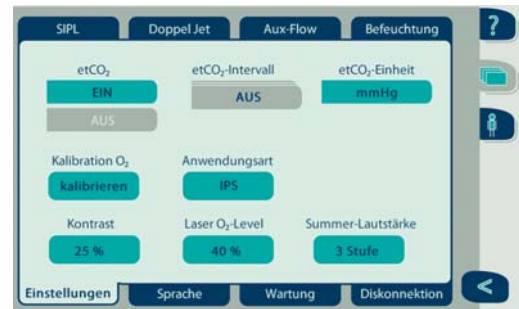 SIPL
Doppel Jet
Aux-Flow
Befeuchtung
?
etCO₂
etCO₂-Intervall
etCO₂-Einheit
EIN
AUS
mmHg
AUS
Kalibration O₂
Anwendungsart
kalibrieren
IPS
Kontrast
Laser O₂-Level
Summer-Lautstärke
25 %
40 %
3 Stufe
Einstellungen
Sprache
Wartung
Diskonnektion
<